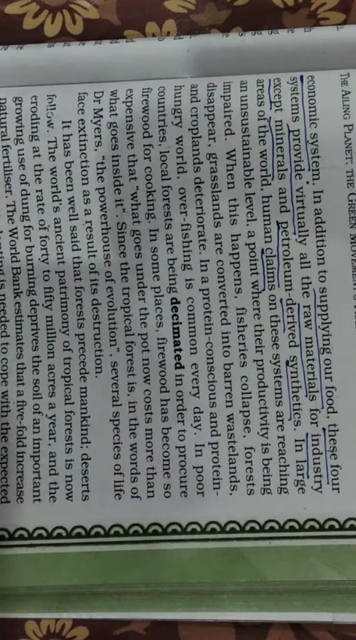 THE AILING PLANET: THE GREEN
economic system. In addition to supplying our food, these four
systems provide virtually all the raw materials for industry
except minerals and petroleum-derived synthetics. In large
areas of the world, human claims on these systems are reaching
an unsustainable level, a point where their productivity is being
impaired. When this happens, fisheries collapse, forests
disappear, grasslands are converted into barren wastelands,
and croplands deteriorate. In a protein-conscious and protein-
hungry world, over-fishing is common every day. In poor
countries, local forests are being decimated in order to procure
firewood for cooking. In some places, firewood has become so
expensive that “what goes under the pot now costs more than
what goes inside it”. Since the tropical forest is, in the words of
Dr Myers, “the powerhouse of evolution”, several species of life
face extinction as a result of its destruction.
It has been well said that forests precede mankind; deserts
follow. The world's ancient patrimony of tropical forests is now
eroding at the rate of forty to fifty million acres a year, and the
growing use of dung for burning deprives the soil of an important
natural fertiliser. The World Bank estimates that a five-fold increase
is needed to cope with the expected